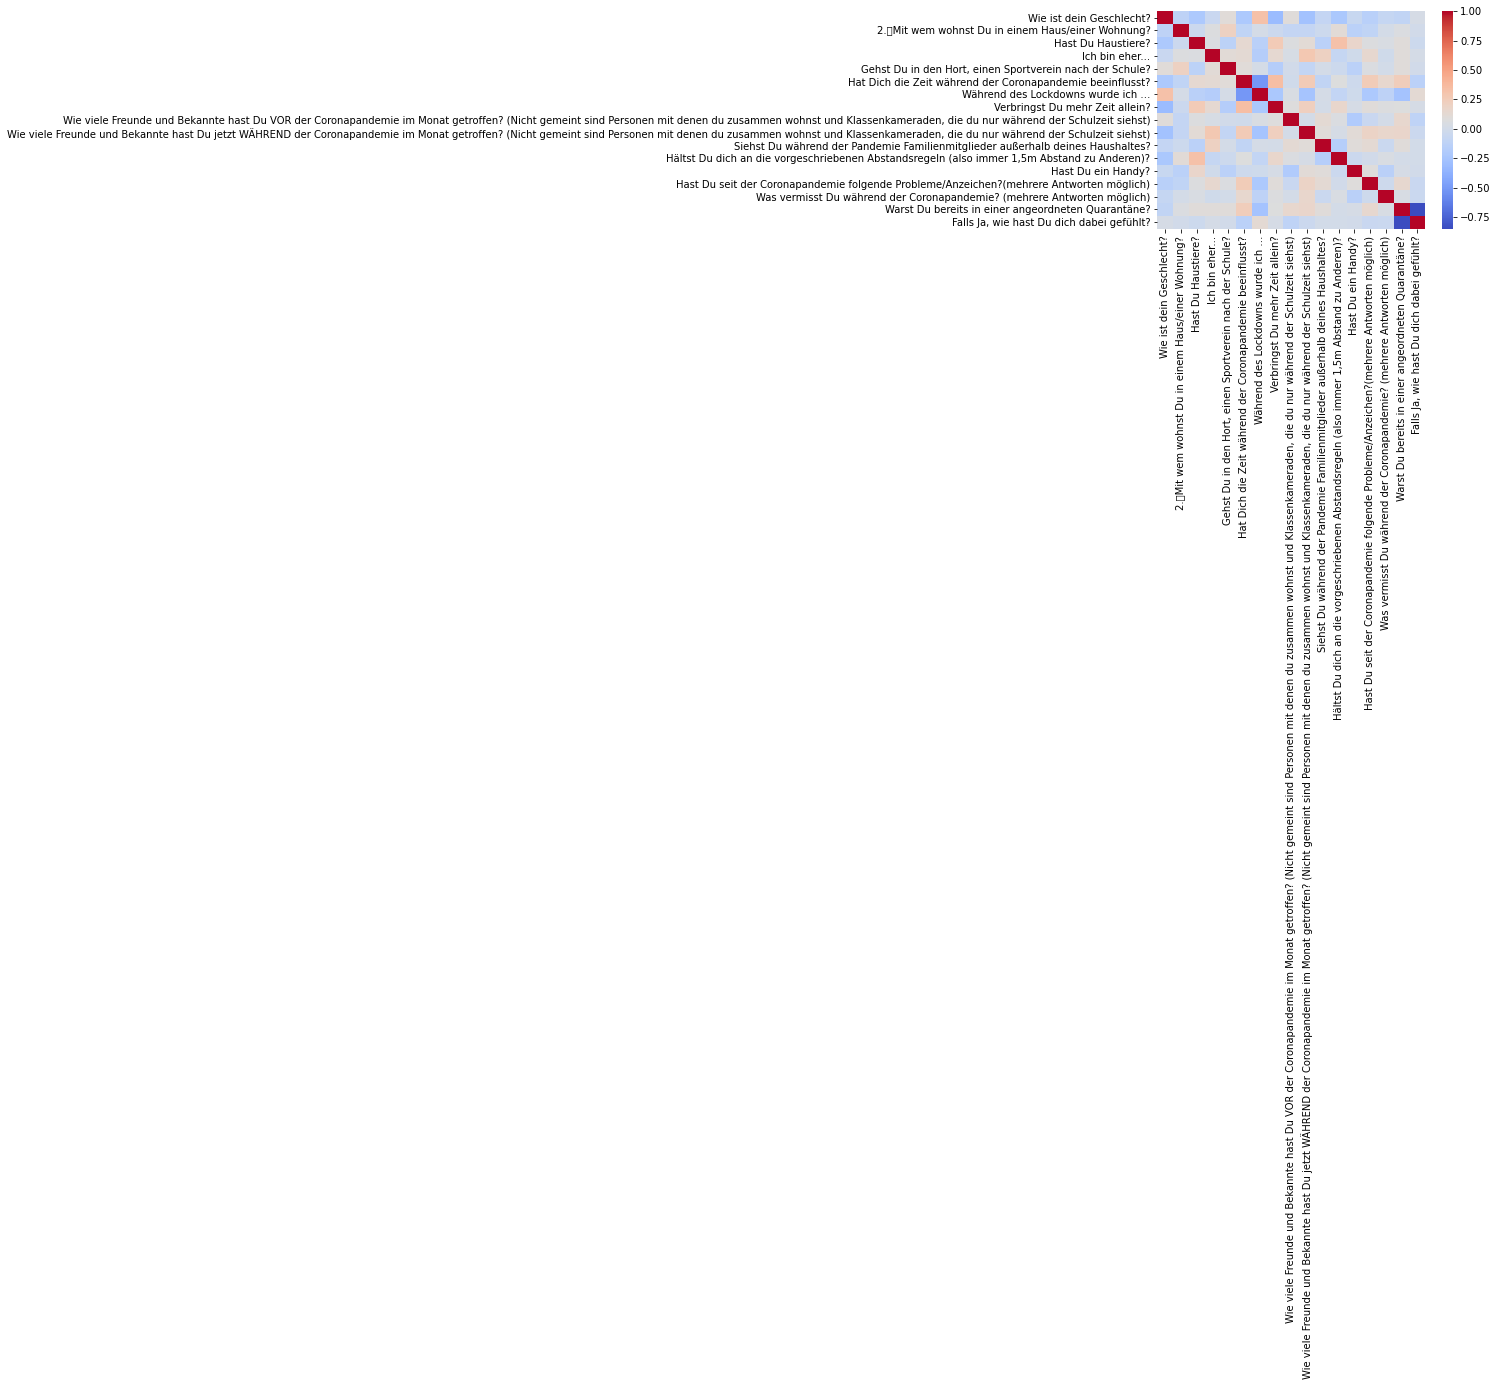 Wie ist dein Geschlecht?
2.▯Mit wem wohnst Du in einem Haus/einer Wohnung?
Hast Du Haustiere?
Ich bin eher...
Gehst Du in den Hort, einen Sportverein nach der Schule?
Hat Dich die Zeit während der Coronapandemie beeinflusst?
Während des Lockdowns wurde ich ...
Verbringst Du mehr Zeit allein?
Wie viele Freunde und Bekannte hast Du VOR der Coronapandemie im Monat getroffen? (Nicht gemeint sind Personen mit denen du zusammen wohnst und Klassenkameraden, die du nur während der Schulzeit siehst)
Wie viele Freunde und Bekannte hast Du jetzt WÄHREND der Coronapandemie im Monat getroffen? (Nicht gemeint sind Personen mit denen du zusammen wohnst und Klassenkameraden, die du nur während der Schulzeit siehst)
Siehst Du während der Pandemie Familienmitglieder außerhalb deines Haushaltes?
Hältst Du dich an die vorgeschriebenen Abstandsregeln (also immer 1,5m Abstand zu Anderen)?
Hast Du ein Handy?
Hast Du seit der Coronapandemie folgende Probleme/Anzeichen?(mehrere Antworten möglich)
Was vermisst Du während der Coronapandemie? (mehrere Antworten möglich)
Warst Du bereits in einer angeordneten Quarantäne?
Falls Ja, wie hast Du dich dabei gefühlt?
1.00
0.75
0.50
0.25
0.00
−0.25
−0.50
−0.75
Wie ist dein Geschlecht?
2.▯Mit wem wohnst Du in einem Haus/einer Wohnung?
Hast Du Haustiere?
Ich bin eher...
Gehst Du in den Hort, einen Sportverein nach der Schule?
Hat Dich die Zeit während der Coronapandemie beeinflusst?
Während des Lockdowns wurde ich ...
Verbringst Du mehr Zeit allein?
Wie viele Freunde und Bekannte hast Du VOR der Coronapandemie im Monat getroffen? (Nicht gemeint sind Personen mit denen du zusammen wohnst und Klassenkameraden, die du nur während der Schulzeit siehst)
Wie viele Freunde und Bekannte hast Du jetzt WÄHREND der Coronapandemie im Monat getroffen? (Nicht gemeint sind Personen mit denen du zusammen wohnst und Klassenkameraden, die du nur während der Schulzeit siehst)
Siehst Du während der Pandemie Familienmitglieder außerhalb deines Haushaltes?
Hältst Du dich an die vorgeschriebenen Abstandsregeln (also immer 1,5m Abstand zu Anderen)?
Hast Du ein Handy?
Hast Du seit der Coronapandemie folgende Probleme/Anzeichen?(mehrere Antworten möglich)
Was vermisst Du während der Coronapandemie? (mehrere Antworten möglich)
Warst Du bereits in einer angeordneten Quarantäne?
Falls Ja, wie hast Du dich dabei gefühlt?